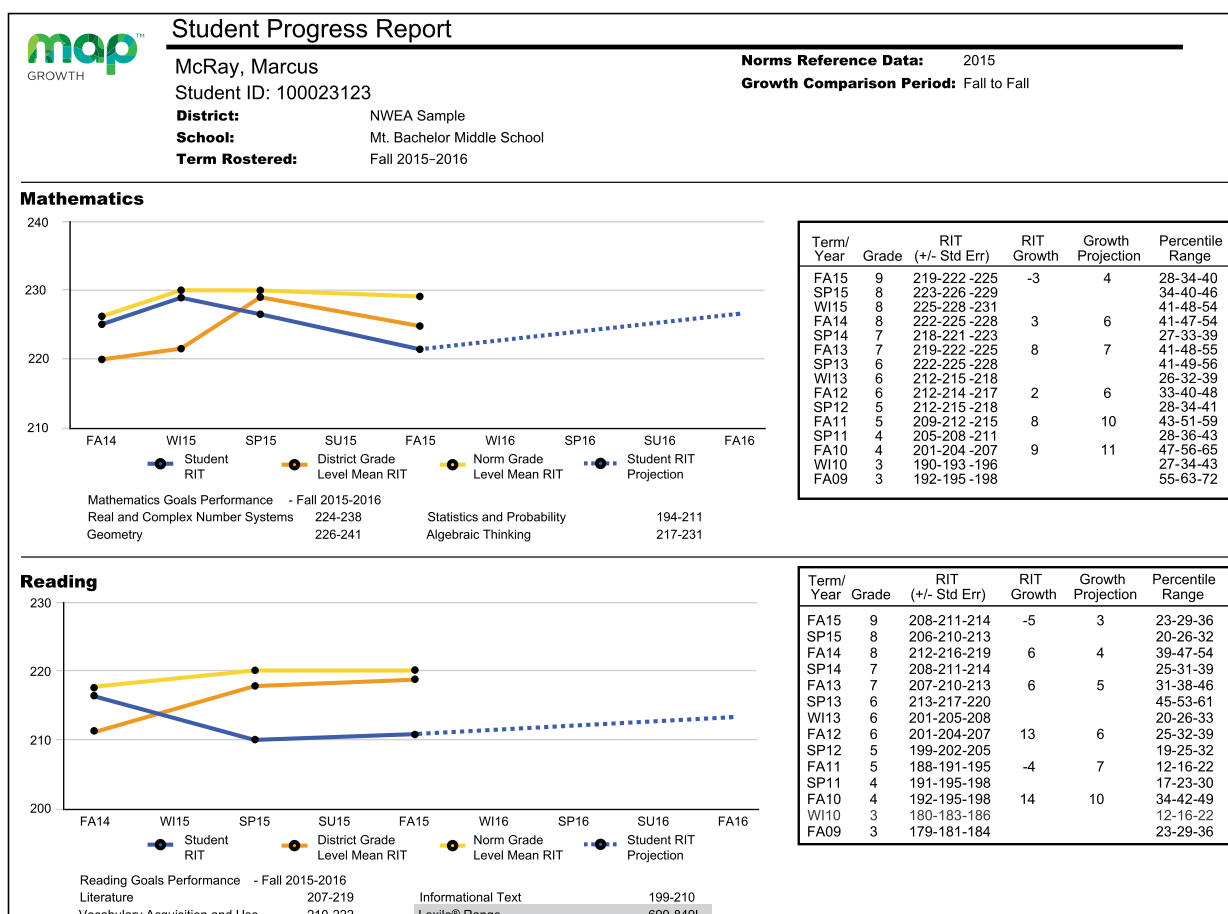 map™
GROWTH
Student Progress Report
McRay, Marcus
Student ID: 100023123
District: NWEA Sample
School: Mt. Bachelor Middle School
Term Rostered: Fall 2015–2016
Norms Reference Data: 2015
Growth Comparison Period: Fall to Fall
Mathematics
240
230
220
210
FA14 WI15 SP15 SU15 FA15 WI16 SP16 SU16 FA16
Student RIT
District Grade Level Mean RIT
Norm Grade Level Mean RIT
Student RIT Projection
Mathematics Goals Performance - Fall 2015-2016
Real and Complex Number Systems 224-238 Statistics and Probability 194-211
Geometry 226-241 Algebraic Thinking 217-231
Term/ Year Grade RIT (+/- Std Err) RIT Growth Growth Projection Percentile Range
FA15 9 219-222-225 -3 4 28-34-40
SP15 8 223-226-229 34-40-46
WI15 8 225-228-231 41-48-54
FA14 8 222-225-228 3 6 41-47-54
SP14 7 218-221-223 27-33-39
FA13 7 219-222-225 8 7 41-48-55
SP13 6 222-225-228 41-49-56
WI13 6 212-215-218 26-32-39
FA12 6 212-214-217 2 6 33-40-48
SP12 5 212-215-218 28-34-41
FA11 5 209-212-215 8 10 43-51-59
SP11 4 205-208-211 28-36-43
FA10 4 201-204-207 9 11 47-56-65
WI10 3 190-193-196 27-34-43
FA09 3 192-195-198 55-63-72
Reading
230
220
210
200
FA14 WI15 SP15 SU15 FA15 WI16 SP16 SU16 FA16
Student RIT
District Grade Level Mean RIT
Norm Grade Level Mean RIT
Student RIT Projection
Reading Goals Performance - Fall 2015-2016
Literature 207-219 Informational Text 199-210
Vocabulary Acquisition and Use 210-222 Lexile® Range 699-849L
Term/ Year Grade RIT (+/- Std Err) RIT Growth Growth Projection Percentile Range
FA15 9 208-211-214 -5 3 23-29-36
SP15 8 206-210-213 20-26-32
FA14 8 212-216-219 6 4 39-47-54
SP14 7 208-211-214 25-31-39
FA13 7 207-210-213 6 5 31-38-46
SP13 6 213-217-220 45-53-61
WI13 6 201-205-208 20-26-33
FA12 6 201-204-207 13 6 25-32-39
SP12 5 199-202-205 19-25-32
FA11 5 188-191-195 -4 7 12-16-22
SP11 4 191-195-198 17-23-30
FA10 4 192-195-198 14 10 34-42-49
WI10 3 180-183-186 12-16-22
FA09 3 179-181-184 23-29-36